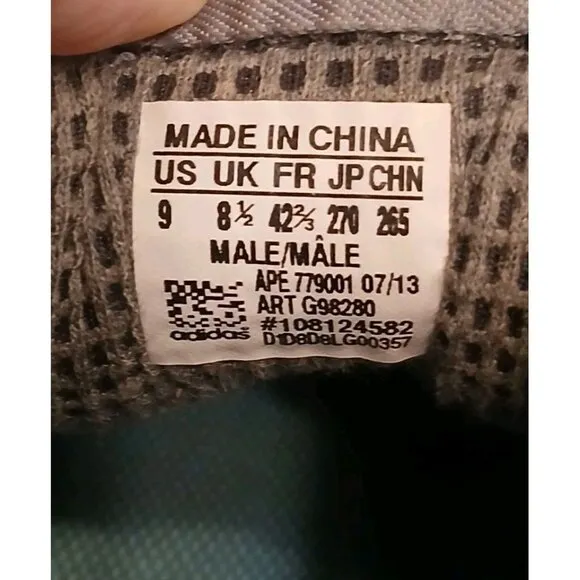 MADE IN CHINA
US UK FR JP CHN
9 8½ 42⅔ 270 265
MALE/MÂLE
APE 779001 07/13
ART G98280
#108124582
adidas D1D8D8LG00357